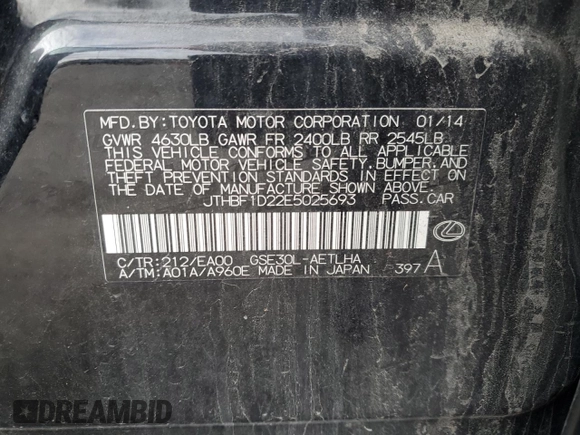 MFD.BY:TOYOTA MOTOR CORPORATION 01/14
GVWR 4630LB GAWR FR 2400LB RR 2545LB
THIS VEHICLE CONFORMS TO ALL APPLICABLE
FEDERAL MOTOR VEHICLE SAFETY,BUMPER,AND
THEFT PREVENTION STANDARDS IN EFFECT ON
THE DATE OF MANUFACTURE SHOWN ABOVE.
JTHBF1D22E5025693 PASS.CAR
C/TR:212/EA00 GSE30L-AETLHA
A/TM:A01A/A960E MADE IN JAPAN 397A
DREAMBID